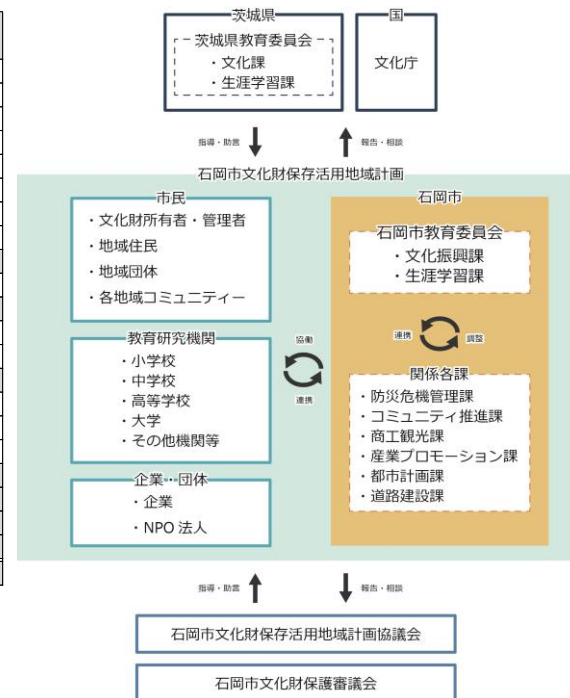 茨城県
茨城県教育委員会
・文化課
・生涯学習課
国
文化庁
指導・助言
報告・相談
石岡市文化財保存活用地域計画
市民
・文化財所有者・管理者
・地域住民
・地域団体
・各地域コミュニティー
教育研究機関
・小学校
・中学校
・高等学校
・大学
・その他機関等
企業・団体
・企業
・NPO 法人
協働
連携
石岡市
石岡市教育委員会
・文化振興課
・生涯学習課
連携
調整
関係各課
・防災危機管理課
・コミュニティ推進課
・商工観光課
・産業プロモーション課
・都市計画課
・道路建設課
指導・助言
報告・相談
石岡市文化財保存活用地域計画協議会
石岡市文化財保護審議会